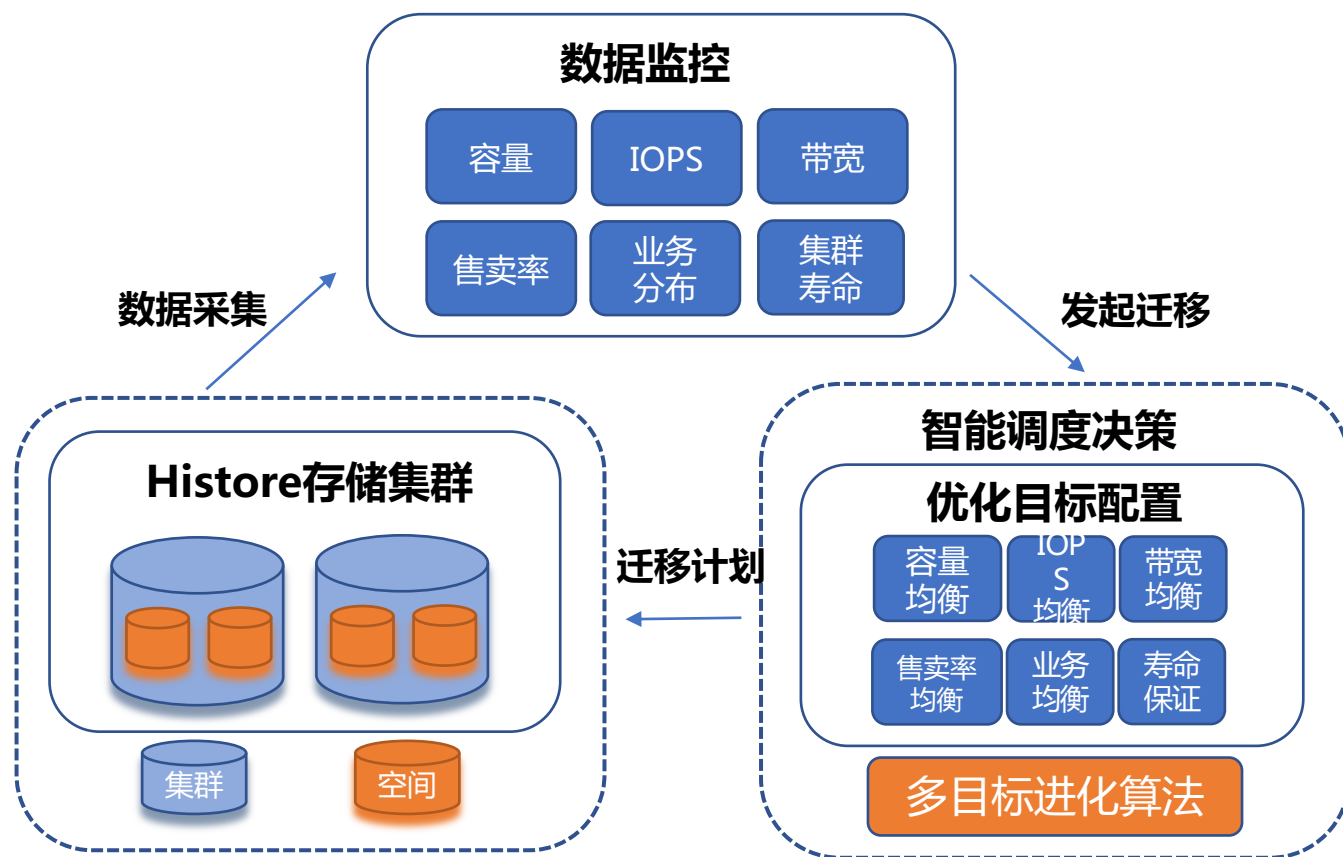 数据监控
容量
IOPS
带宽
售卖率
业务
分布
集群
寿命
数据采集
发起迁移
Histore存储集群
集群
空间
迁移计划
智能调度决策
优化目标配置
容量
均衡
IOP
S
均衡
带宽
均衡
售卖率
均衡
业务
均衡
寿命
保证
多目标进化算法